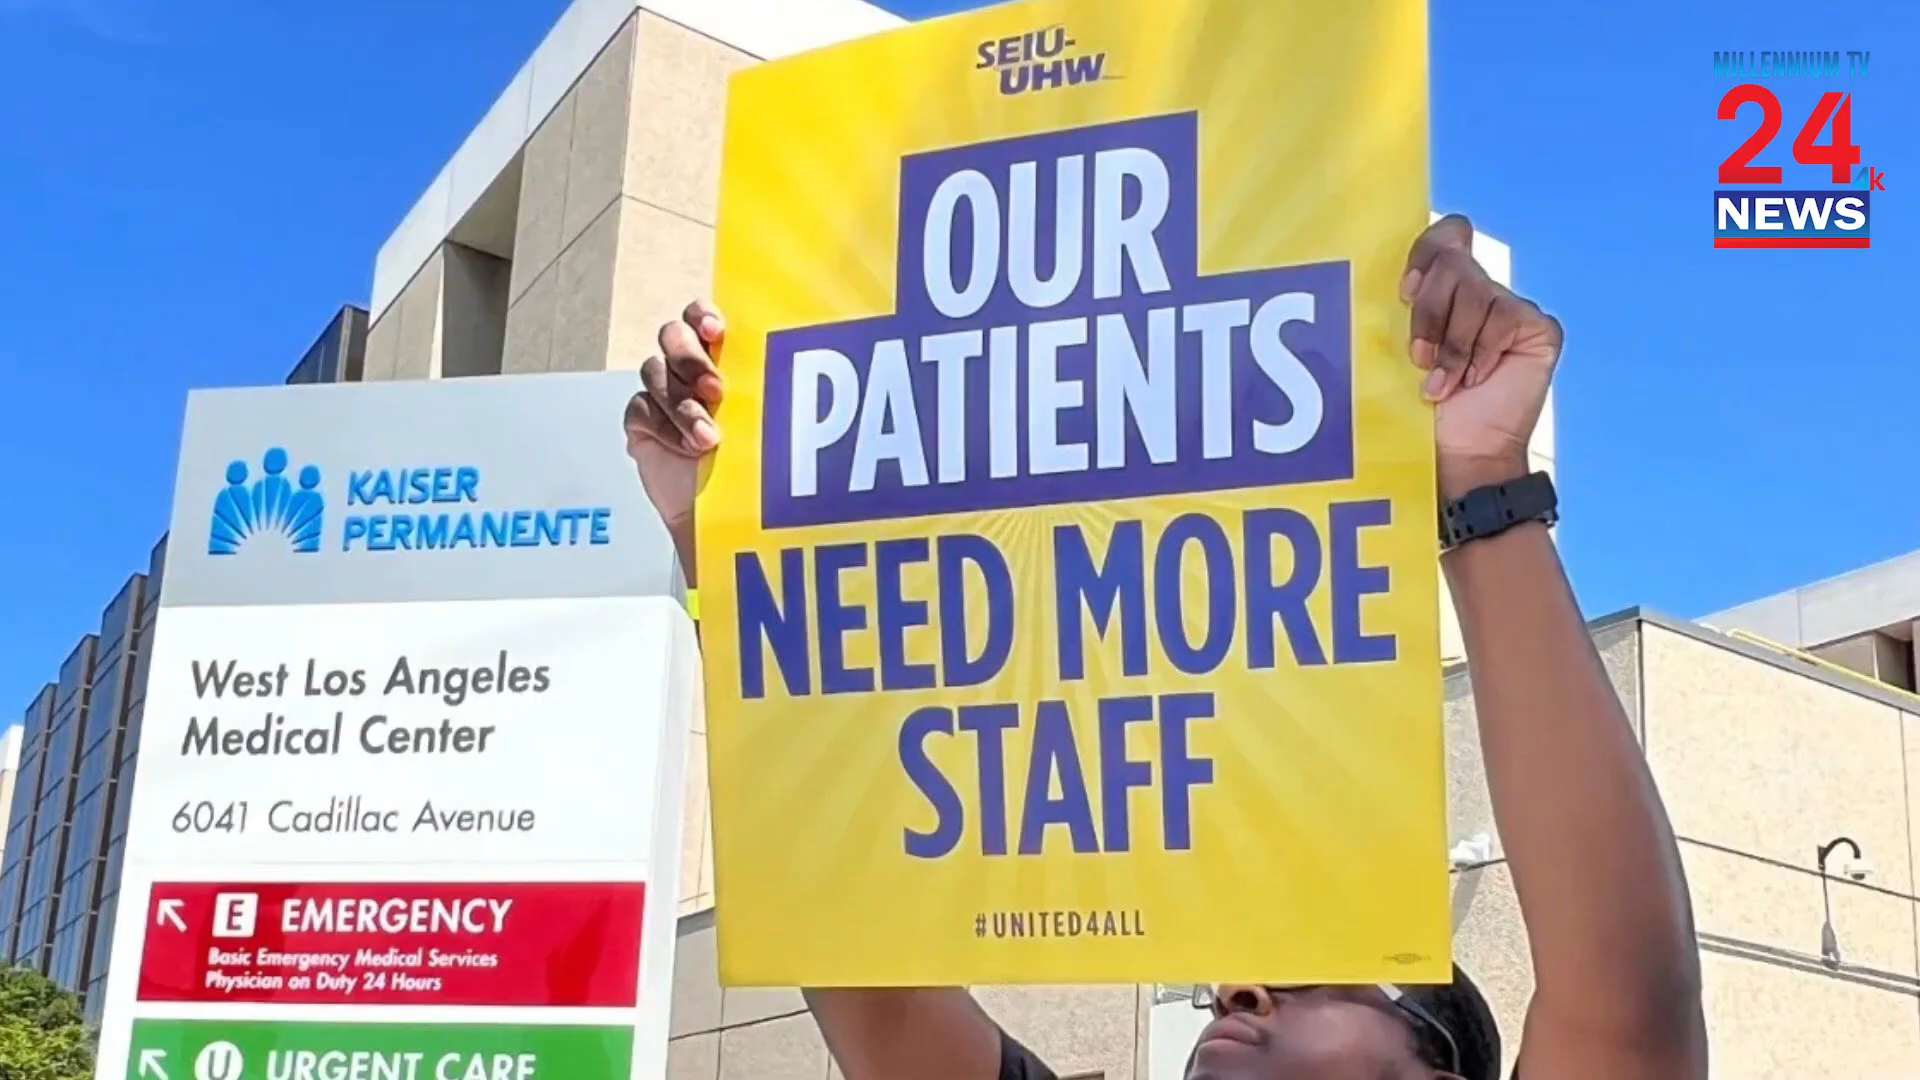 MILLENNIUM TV
24
4k
NEWS
SEIU-
UHW
OUR
PATIENTS
NEED MORE
STAFF
#UNITED4ALL
KAISER
PERMANENTE
West Los Angeles
Medical Center
6041 Cadillac Avenue
E EMERGENCY
Basic Emergency Medical Services
Physician on Duty 24 Hours
U URGENT CARE